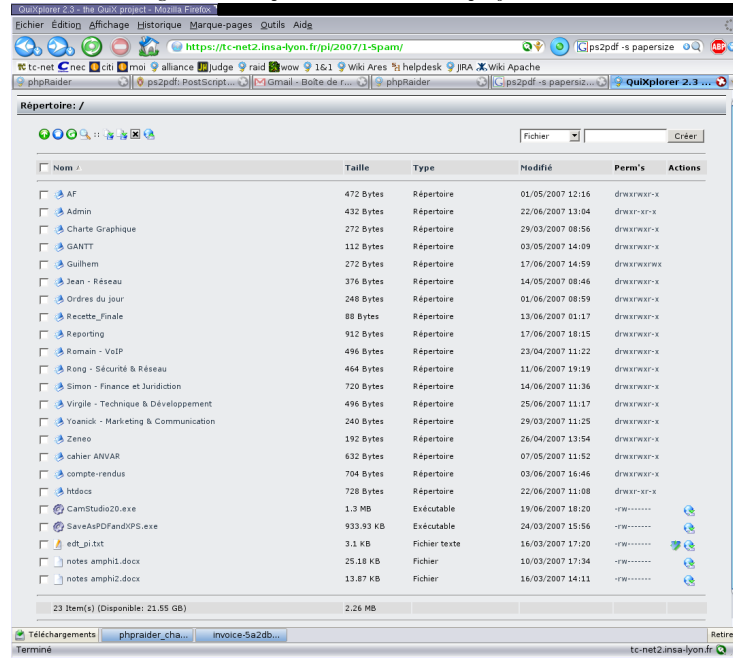 QuiXplorer 2.3 - the QuiX project - Mozilla Firefox
Fichier Édition Affichage Historique Marque-pages Outils Aide
https://tc-net2.insa-lyon.fr/pi/2007/1-Spam/ ps2pdf -s papersize ABP
tc-net nec citi moi alliance Judge raid wow 1&1 Wiki Ares helpdesk JIRA Wiki Apache
phpRaider ps2pdf: PostScript... Gmail - Boîte de r... phpRaider ps2pdf -s papersiz... QuiXplorer 2.3 ...
Répertoire: /
Fichier Créer
Nom Taille Type Modifié Perm's Actions
AF 472 Bytes Répertoire 01/05/2007 12:16 drwxrwxr-x
Admin 432 Bytes Répertoire 22/06/2007 13:04 drwxr-xr-x
Charte Graphique 272 Bytes Répertoire 29/03/2007 08:56 drwxrwxr-x
GANTT 112 Bytes Répertoire 03/05/2007 14:09 drwxrwxr-x
Guilhem 272 Bytes Répertoire 17/06/2007 14:59 drwxrwxrwx
Jean - Réseau 376 Bytes Répertoire 14/05/2007 08:46 drwxrwxr-x
Ordres du jour 248 Bytes Répertoire 01/06/2007 08:59 drwxrwxr-x
Recette_Finale 88 Bytes Répertoire 13/06/2007 01:17 drwxrwxr-x
Reporting 912 Bytes Répertoire 17/06/2007 18:15 drwxrwxr-x
Romain - VoIP 496 Bytes Répertoire 23/04/2007 11:22 drwxrwxr-x
Rong - Sécurité & Réseau 464 Bytes Répertoire 11/06/2007 19:19 drwxrwxr-x
Simon - Finance et Juridiction 720 Bytes Répertoire 14/06/2007 11:36 drwxrwxr-x
Virgile - Technique & Développement 496 Bytes Répertoire 25/06/2007 11:17 drwxrwxr-x
Yoanick - Marketing & Communication 240 Bytes Répertoire 29/03/2007 11:25 drwxrwxr-x
Zeneo 192 Bytes Répertoire 26/04/2007 13:54 drwxrwxr-x
cahier ANVAR 632 Bytes Répertoire 07/05/2007 11:52 drwxrwxr-x
compte-rendus 704 Bytes Répertoire 03/06/2007 16:46 drwxrwxr-x
htdocs 728 Bytes Répertoire 22/06/2007 11:08 drwxr-xr-x
CamStudio20.exe 1.3 MB Exécutable 19/06/2007 18:20 -rw-------
SaveAsPDFandXPS.exe 933.93 KB Exécutable 24/03/2007 15:56 -rw-------
edt_pi.txt 3.1 KB Fichier texte 16/03/2007 17:20 -rw-------
notes amphi1.docx 25.18 KB Fichier 10/03/2007 17:34 -rw-------
notes amphi2.docx 13.87 KB Fichier 16/03/2007 14:11 -rw-------
23 Item(s) (Disponible: 21.55 GB) 2.26 MB
Téléchargements phpraider_cha... invoice-5a2db... Retire
Terminé tc-net2.insa-lyon.fr